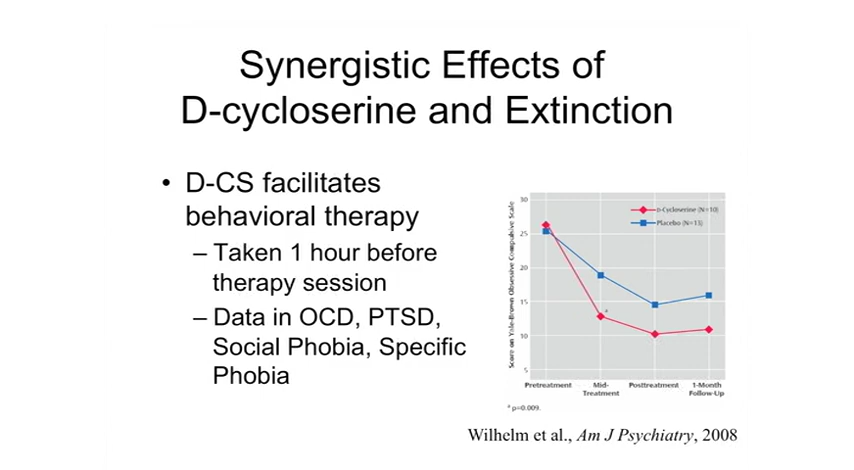 Synergistic Effects of
D-cycloserine and Extinction
• D-CS facilitates
behavioral therapy
– Taken 1 hour before
therapy session
– Data in OCD, PTSD,
Social Phobia, Specific
Phobia
Score on Yale-Brown Obsessive Compulsive Scale
30
25
20
15
10
5
D-Cycloserine (N=10)
Placebo (N=13)
a
Pretreatment
Mid-
Treatment
Posttreatment
1-Month
Follow-Up
a p=0.009.
Wilhelm et al., Am J Psychiatry, 2008